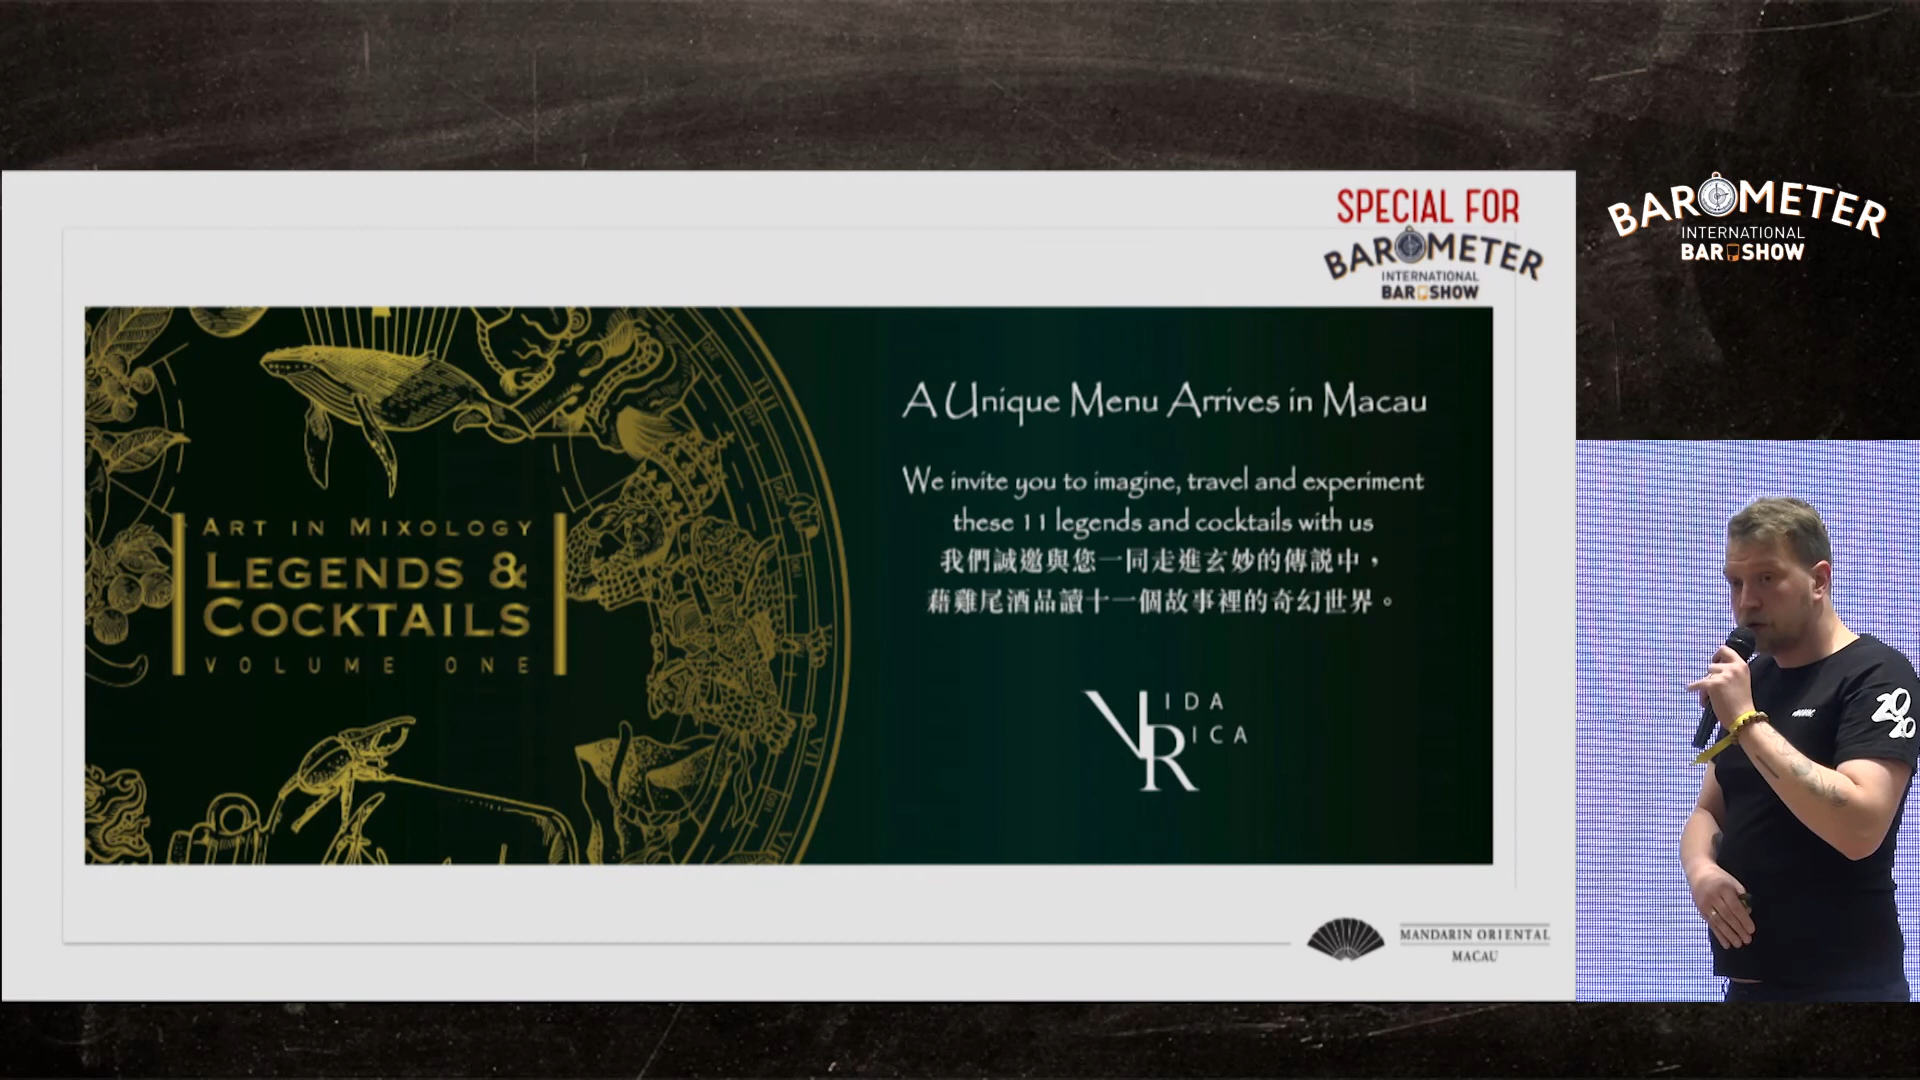 SPECIAL FOR
BAROMETER
INTERNATIONAL
BAR SHOW
BAROMETER
INTERNATIONAL
BAR SHOW
ART IN MIXOLOGY
LEGENDS &
COCKTAILS
VOLUME ONE
A Unique Menu Arrives in Macau
We invite you to imagine, travel and experiment
these 11 legends and cocktails with us
我們誠邀與您一同走進玄妙的傳說中，
藉雞尾酒品讀十一個故事裡的奇幻世界。
VIDA
RICA
MANDARIN ORIENTAL
MACAU
2020